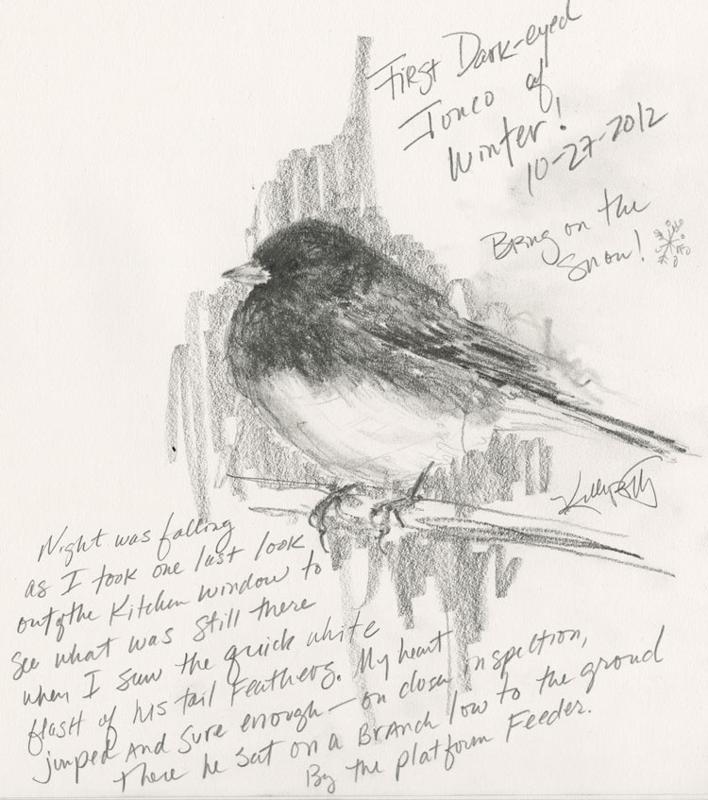 First Dark-eyed
Junco of
Winter!
10-27-2012
Bring on the
Snow!
Night was falling
as I took one last look
out of the Kitchen window to
see what was still there
when I saw the quick white
flash of his tail Feathers. My heart
jumped And sure enough — on closer inspection,
there he sat on a BrAnch low to the ground
By the platform Feeder.